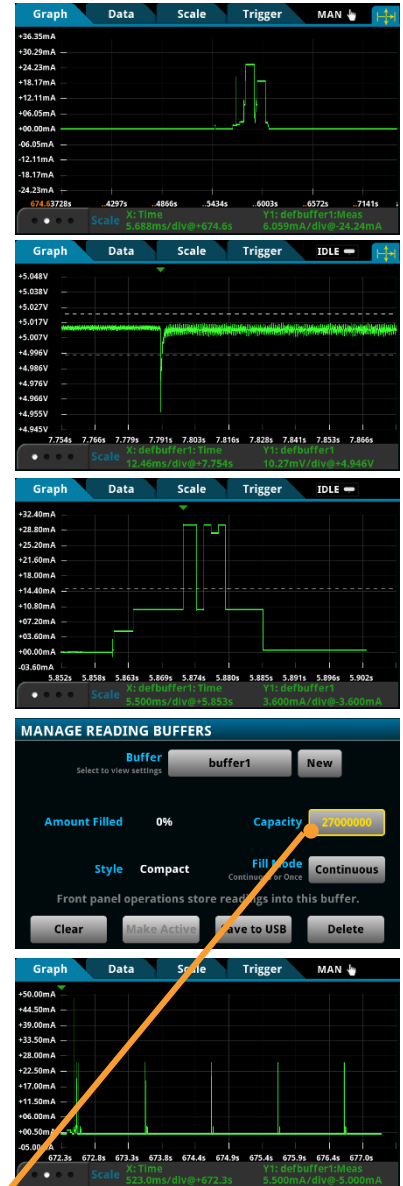 Graph Data Scale Trigger MAN
+36.35mA
+30.29mA
+24.23mA
+18.17mA
+12.11mA
+06.05mA
+00.00mA
-06.05mA
-12.11mA
-18.17mA
-24.23mA
674.63728s ..4297s ..4866s ..5434s ..6003s ..6572s ..7141s
Scale X: Time Y1: defbuffer1:Meas
5.688ms/div@+674.6s 6.059mA/div@-24.24mA
Graph Data Scale Trigger IDLE
+5.048V
+5.038V
+5.027V
+5.017V
+5.007V
+4.996V
+4.986V
+4.976V
+4.966V
+4.955V
+4.945V
7.754s 7.766s 7.779s 7.791s 7.803s 7.816s 7.828s 7.841s 7.853s 7.866s
Scale X: defbuffer1: Time Y1: defbuffer1
12.46ms/div@+7.754s 10.27mV/div@+4.946V
Graph Data Scale Trigger IDLE
+32.40mA
+28.80mA
+25.20mA
+21.60mA
+18.00mA
+14.40mA
+10.80mA
+07.20mA
+03.60mA
+00.00mA
-03.60mA
5.852s 5.858s 5.863s 5.869s 5.874s 5.880s 5.885s 5.891s 5.896s 5.902s
Scale X: defbuffer1: Time Y1: defbuffer1
5.500ms/div@+5.853s 3.600mA/div@-3.600mA
MANAGE READING BUFFERS
Buffer buffer1 New
Select to view settings
Amount Filled 0% Capacity 27000000
Style Compact Fill Mode Continuous
Continuous or Once
Front panel operations store readings into this buffer.
Clear Make Active Save to USB Delete
Graph Data Scale Trigger MAN
+50.00mA
+44.50mA
+39.00mA
+33.50mA
+28.00mA
+22.50mA
+17.00mA
+11.50mA
+06.00mA
+00.50mA
-05.00mA
672.3s 672.8s 673.3s 673.8s 674.4s 674.9s 675.4s 675.9s 676.4s 677.0s
Scale X: Time Y1: defbuffer1:Meas
523.0ms/div@+672.3s 5.500mA/div@-5.000mA